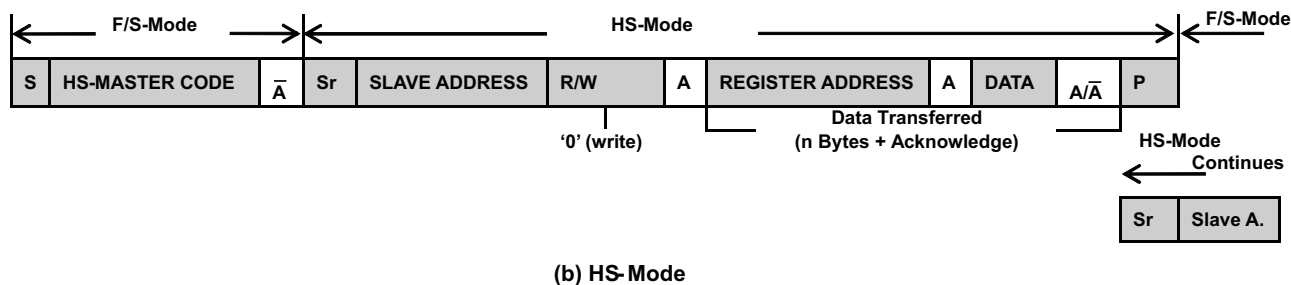 F/S-Mode HS-Mode F/S-Mode
S HS-MASTER CODE A̅ Sr SLAVE ADDRESS R/W A REGISTER ADDRESS A DATA A/A̅ P
‘0’ (write) Data Transferred
(n Bytes + Acknowledge)
HS-Mode
Continues
Sr Slave A.
(b) HS-Mode